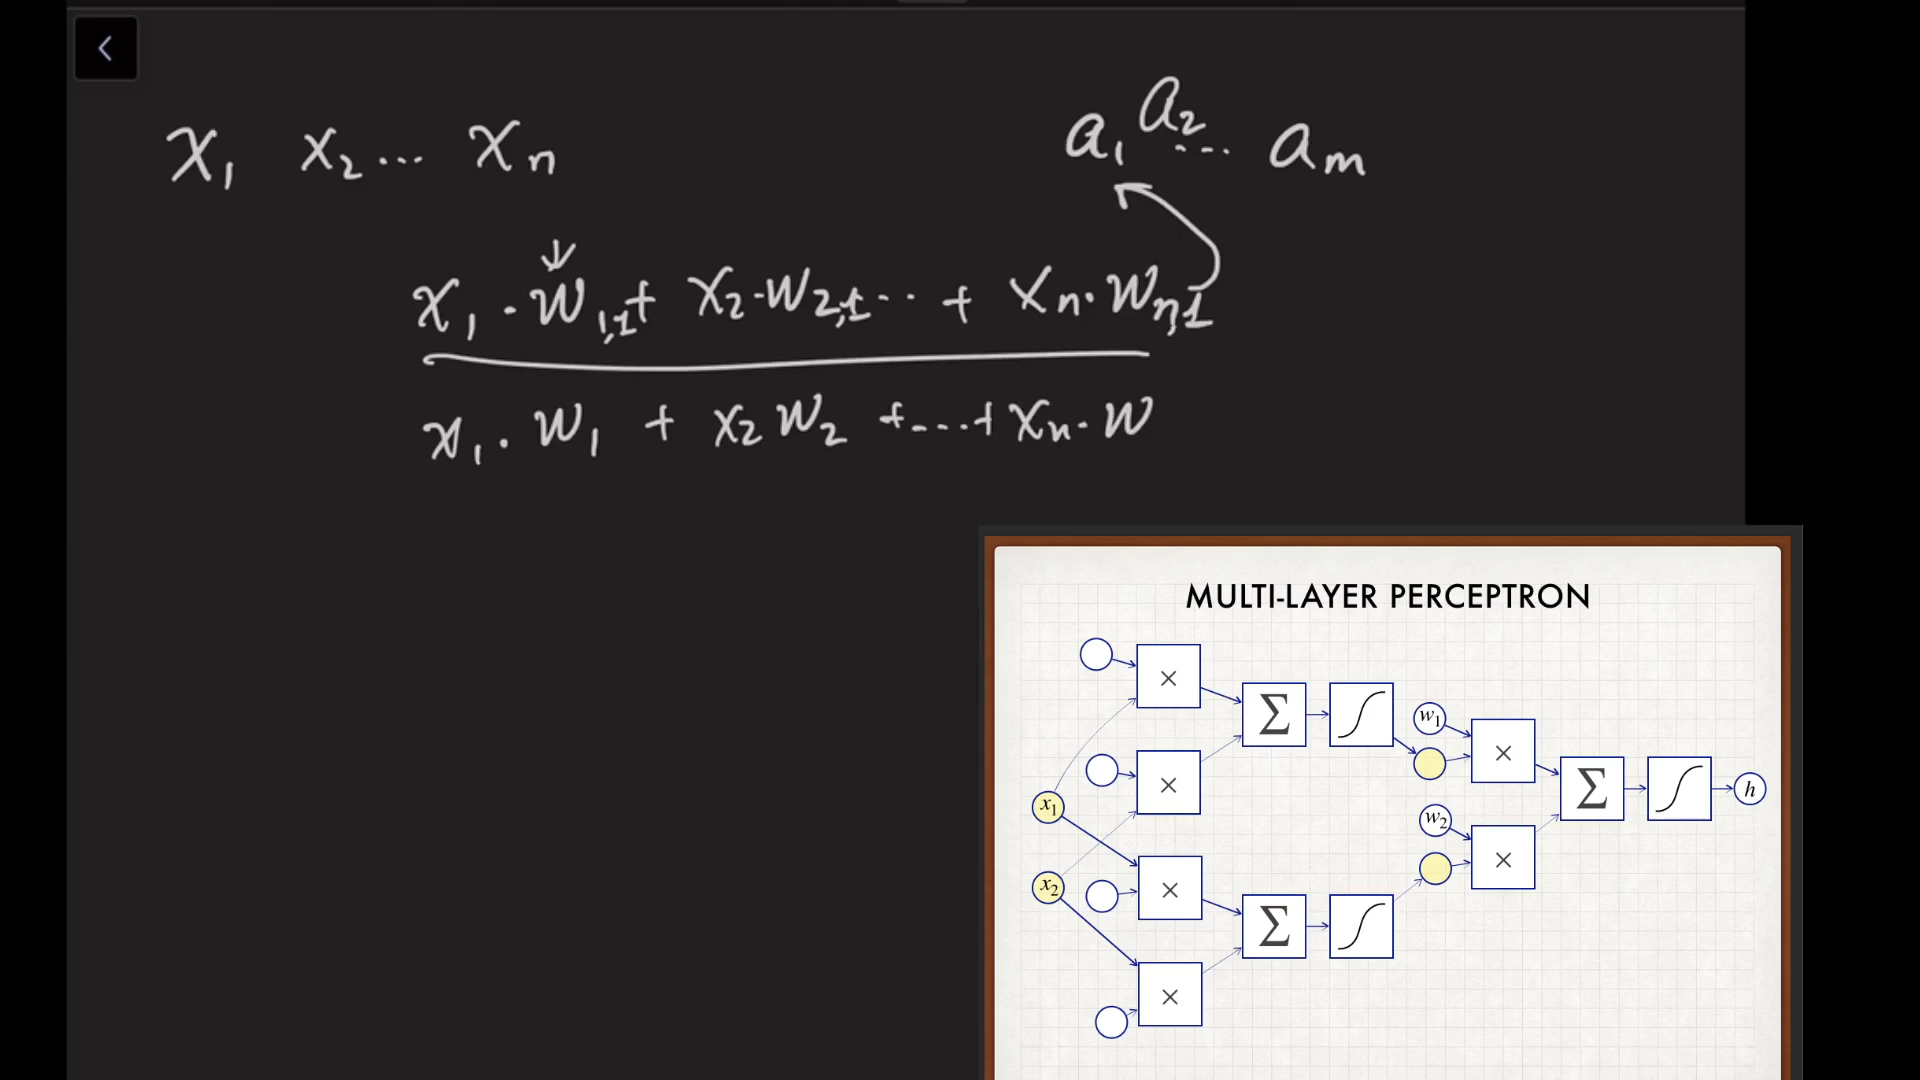 x₁ x₂ ... xₙ a₁ a₂ ... aₘ
x₁ · w₁,₁ + x₂ · w₂,₁ ... + xₙ · wₙ,₁
x₁ · w₁ + x₂ w₂ + ... + xₙ · w
MULTI-LAYER PERCEPTRON
×
Σ
w₁
×
×
x₁
Σ
h
w₂
×
x₂
×
Σ
×